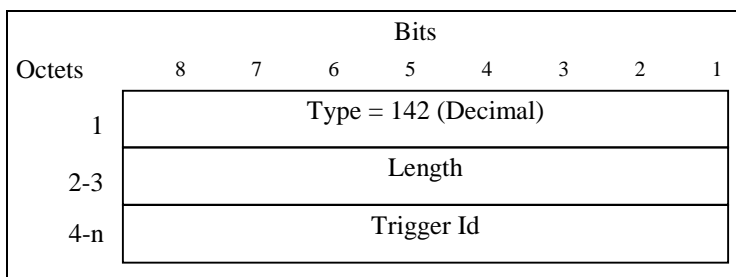 Bits
Octets 8 7 6 5 4 3 2 1
1 Type = 142 (Decimal)
2-3 Length
4-n Trigger Id